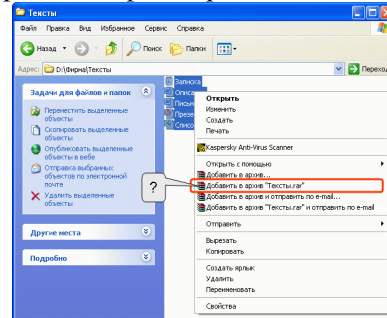 Тексты
Файл Правка Вид Избранное Сервис Справка
Назад Поиск Папки
Адрес: D:\Фирма\Тексты Переход
Задачи для файлов и папок
Переместить выделенные объекты
Скопировать выделенные объекты
Опубликовать выделенные объекты в вебе
Отправка выбранных объектов по электронной почте
Удалить выделенные объекты
Другие места
Подробно
Записка
Описа
Письм
Презе
Списо
?
Открыть
Изменить
Создать
Печать
Kaspersky Anti-Virus Scanner
Открыть с помощью
Добавить в архив...
Добавить в архив "Тексты.rar"
Добавить в архив и отправить по e-mail...
Добавить в архив "Тексты.rar" и отправить по e-mail
Отправить
Вырезать
Копировать
Создать ярлык
Удалить
Переименовать
Свойства